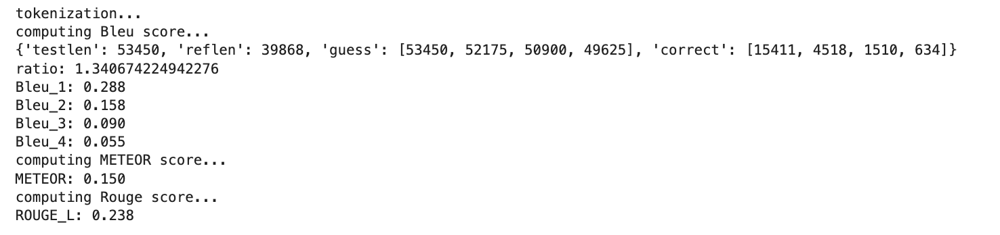 tokenization...
computing Bleu score...
{'testlen': 53450, 'reflen': 39868, 'guess': [53450, 52175, 50900, 49625], 'correct': [15411, 4518, 1510, 634]}
ratio: 1.340674224942276
Bleu_1: 0.288
Bleu_2: 0.158
Bleu_3: 0.090
Bleu_4: 0.055
computing METEOR score...
METEOR: 0.150
computing Rouge score...
ROUGE_L: 0.238